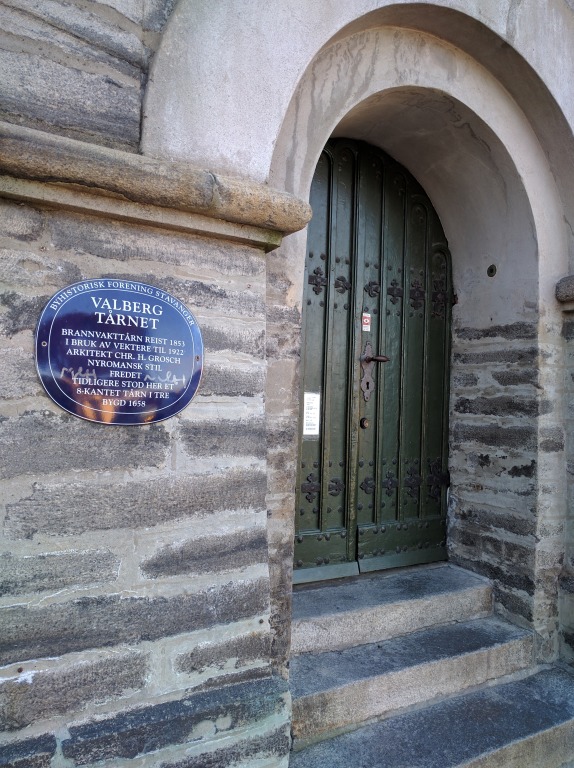 BYHISTORISK FORENING STAVANGER
VALBERG
TÅRNET
BRANNVAKTTÅRN REIST 1853
I BRUK AV VEKTERE TIL 1922
ARKITEKT CHR. H. GROSCH
NYROMANSK STIL
FREDET
TIDLIGERE STOD HER ET
8-KANTET TÅRN I TRE
BYGD 1658